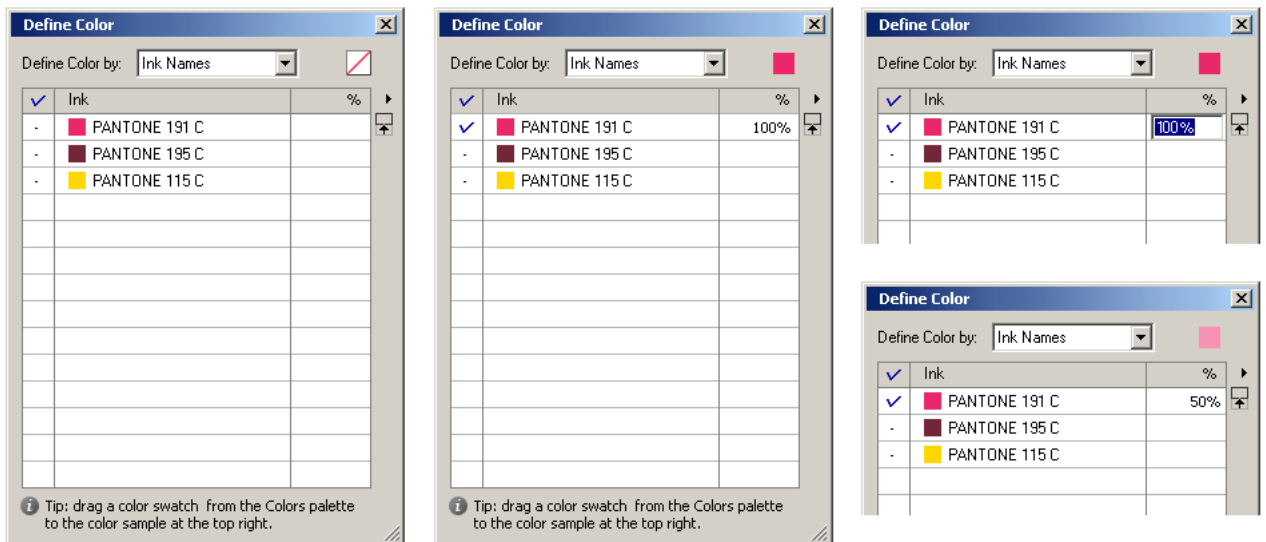 Define Color
Define Color by: Ink Names
Ink %
- PANTONE 191 C
- PANTONE 195 C
- PANTONE 115 C
Tip: drag a color swatch from the Colors palette
to the color sample at the top right.
Define Color
Define Color by: Ink Names
Ink %
PANTONE 191 C 100%
- PANTONE 195 C
- PANTONE 115 C
Tip: drag a color swatch from the Colors palette
to the color sample at the top right.
Define Color
Define Color by: Ink Names
Ink %
PANTONE 191 C 100%
- PANTONE 195 C
- PANTONE 115 C
Define Color
Define Color by: Ink Names
Ink %
PANTONE 191 C 50%
- PANTONE 195 C
- PANTONE 115 C